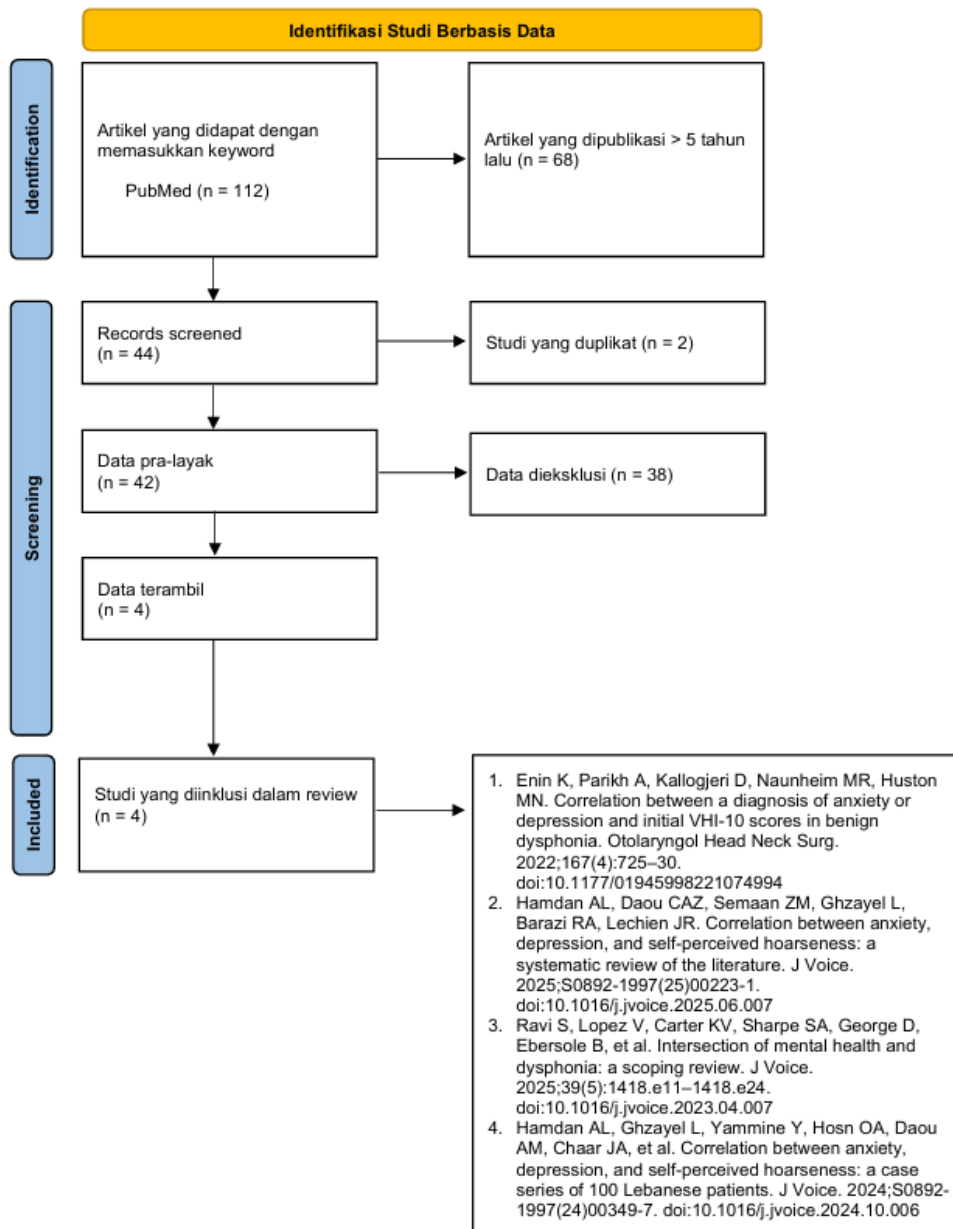 Identifikasi Studi Berbasis Data
Identification
Artikel yang didapat dengan
memasukkan keyword
PubMed (n = 112)
Artikel yang dipublikasi > 5 tahun
lalu (n = 68)
Screening
Records screened
(n = 44)
Studi yang duplikat (n = 2)
Data pra-layak
(n = 42)
Data dieksklusi (n = 38)
Data terambil
(n = 4)
Included
Studi yang diinklusi dalam review
(n = 4)
1. Enin K, Parikh A, Kallogjeri D, Naunheim MR, Huston
MN. Correlation between a diagnosis of anxiety or
depression and initial VHI-10 scores in benign
dysphonia. Otolaryngol Head Neck Surg.
2022;167(4):725–30.
doi:10.1177/01945998221074994
2. Hamdan AL, Daou CAZ, Semaan ZM, Ghzayel L,
Barazi RA, Lechien JR. Correlation between anxiety,
depression, and self-perceived hoarseness: a
systematic review of the literature. J Voice.
2025;S0892-1997(25)00223-1.
doi:10.1016/j.jvoice.2025.06.007
3. Ravi S, Lopez V, Carter KV, Sharpe SA, George D,
Ebersole B, et al. Intersection of mental health and
dysphonia: a scoping review. J Voice.
2025;39(5):1418.e11–1418.e24.
doi:10.1016/j.jvoice.2023.04.007
4. Hamdan AL, Ghzayel L, Yammine Y, Hosn OA, Daou
AM, Chaar JA, et al. Correlation between anxiety,
depression, and self-perceived hoarseness: a case
series of 100 Lebanese patients. J Voice. 2024;S0892-
1997(24)00349-7. doi:10.1016/j.jvoice.2024.10.006